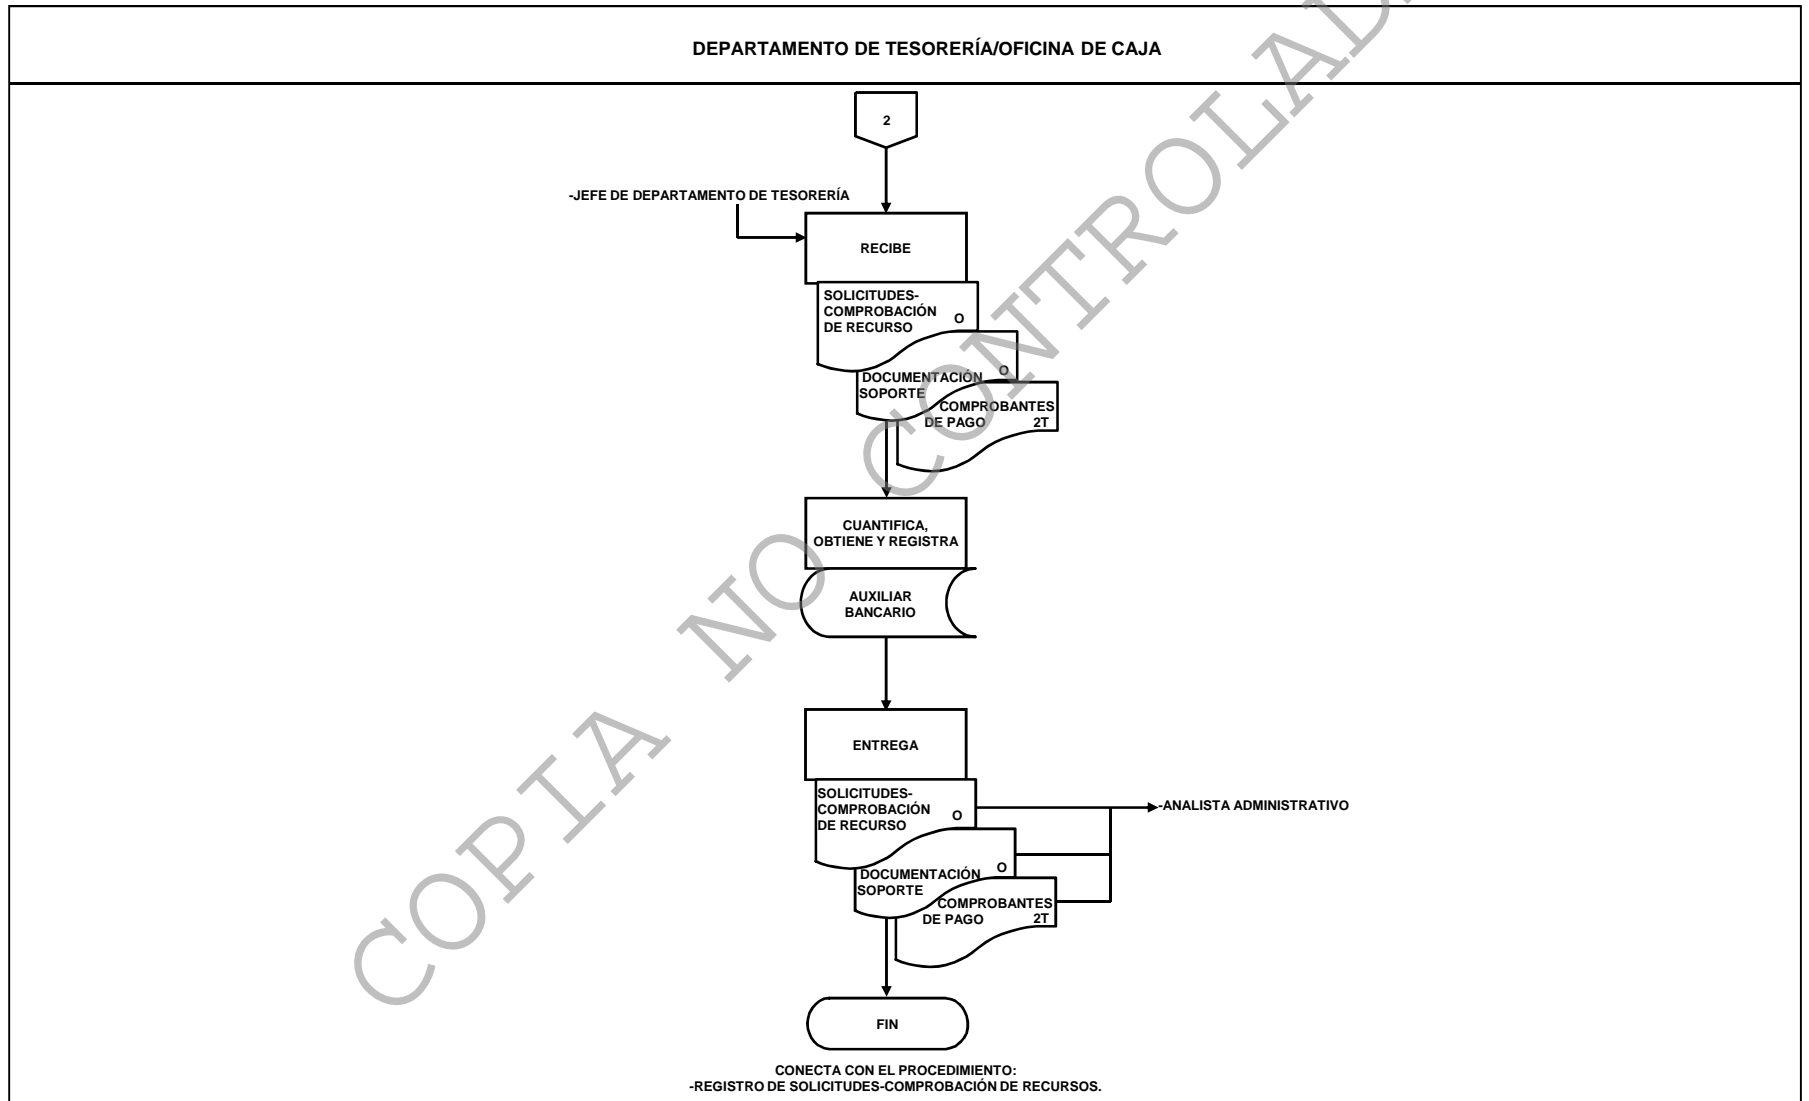 DEPARTAMENTO DE TESORERÍA/OFICINA DE CAJA
2
-JEFE DE DEPARTAMENTO DE TESORERÍA
RECIBE
SOLICITUDES-
COMPROBACIÓN
DE RECURSO
O
DOCUMENTACIÓN
SOPORTE
O
COMPROBANTES
DE PAGO
2T
CUANTIFICA,
OBTIENE Y REGISTRA
AUXILIAR
BANCARIO
ENTREGA
SOLICITUDES-
COMPROBACIÓN
DE RECURSO
O
-ANALISTA ADMINISTRATIVO
DOCUMENTACIÓN
SOPORTE
O
COMPROBANTES
DE PAGO
2T
FIN
CONECTA CON EL PROCEDIMIENTO:
-REGISTRO DE SOLICITUDES-COMPROBACIÓN DE RECURSOS.
COPIA NO CONTROLAD